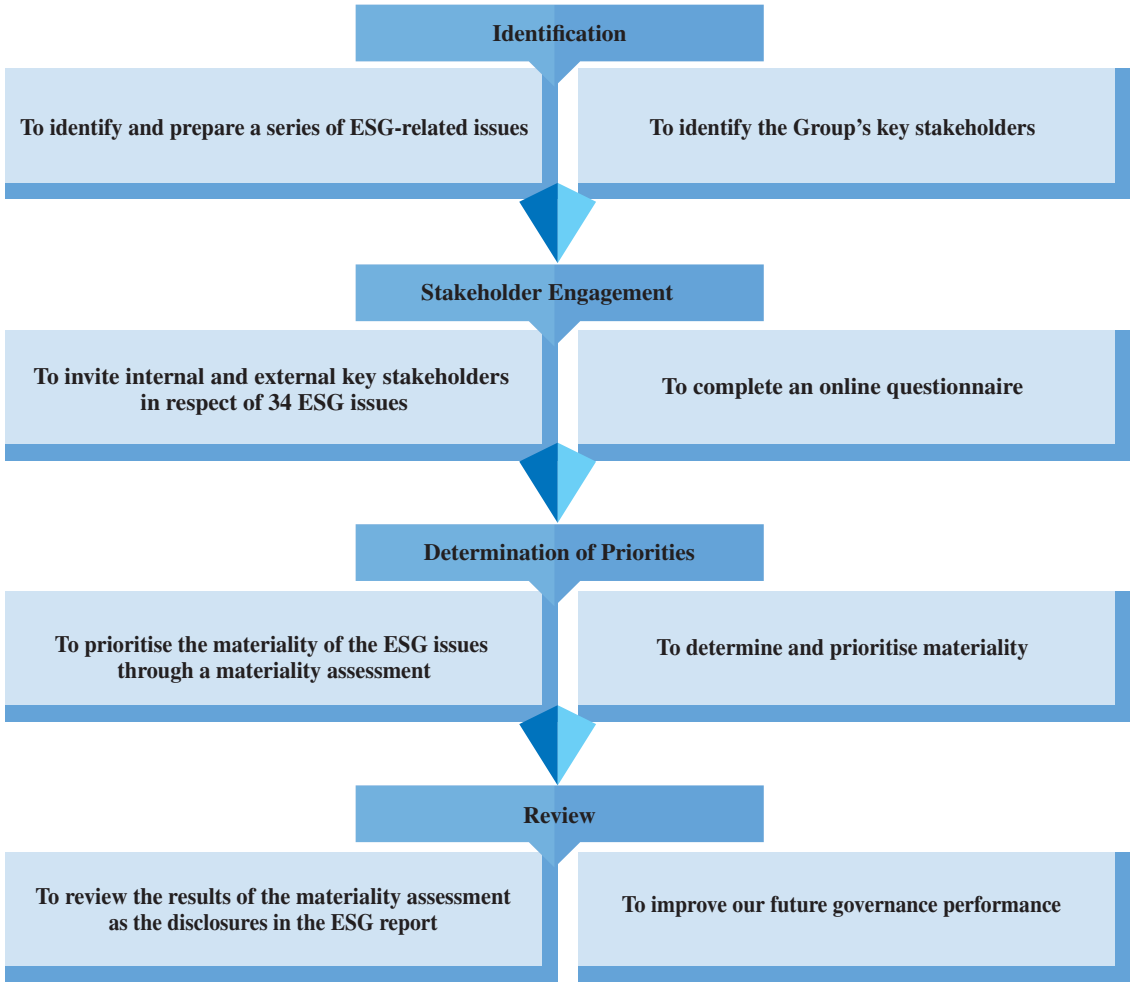 Identification
To identify and prepare a series of ESG-related issues
To identify the Group's key stakeholders
Stakeholder Engagement
To invite internal and external key stakeholders
in respect of 34 ESG issues
To complete an online questionnaire
Determination of Priorities
To prioritise the materiality of the ESG issues
through a materiality assessment
To determine and prioritise materiality
Review
To review the results of the materiality assessment
as the disclosures in the ESG report
To improve our future governance performance